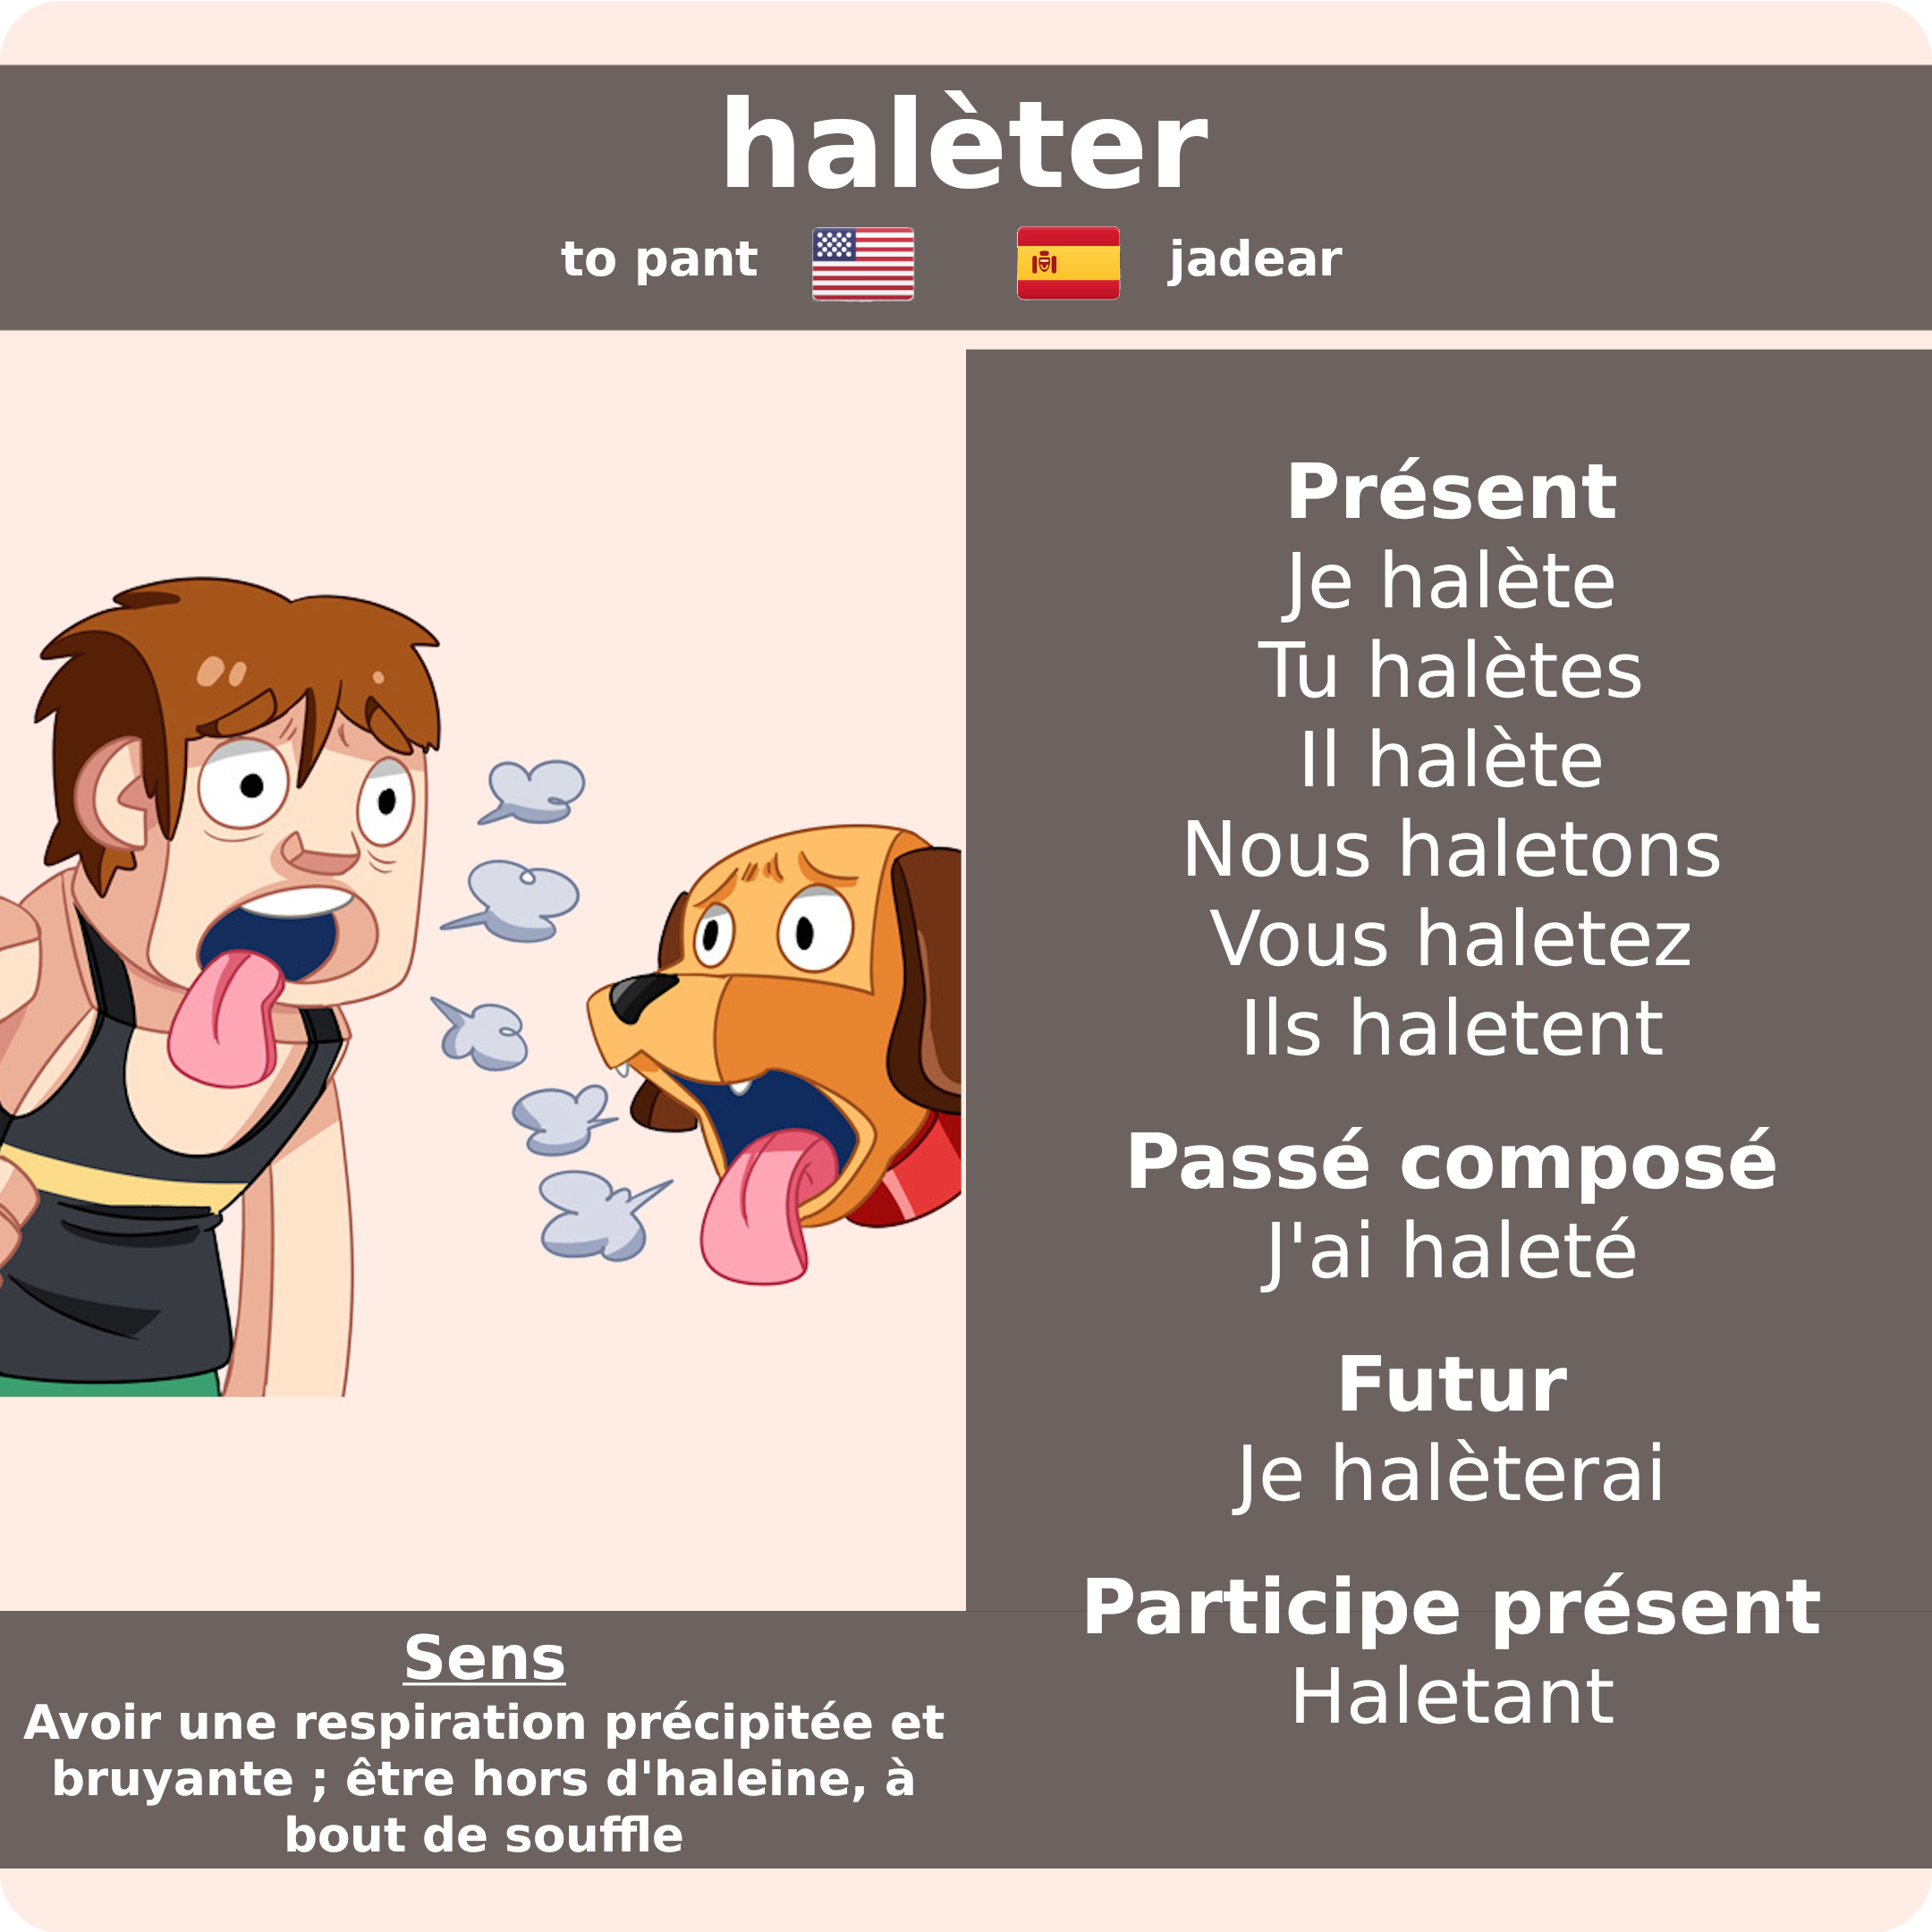 halèter
to pant
jadear
Présent
Je halète
Tu halètes
Il halète
Nous haletons
Vous haletez
Ils haletent
Passé composé
J'ai haleté
Futur
Je halèterai
Participe présent
Haletant
Sens
Avoir une respiration précipitée et
bruyante ; être hors d'haleine, à
bout de souffle